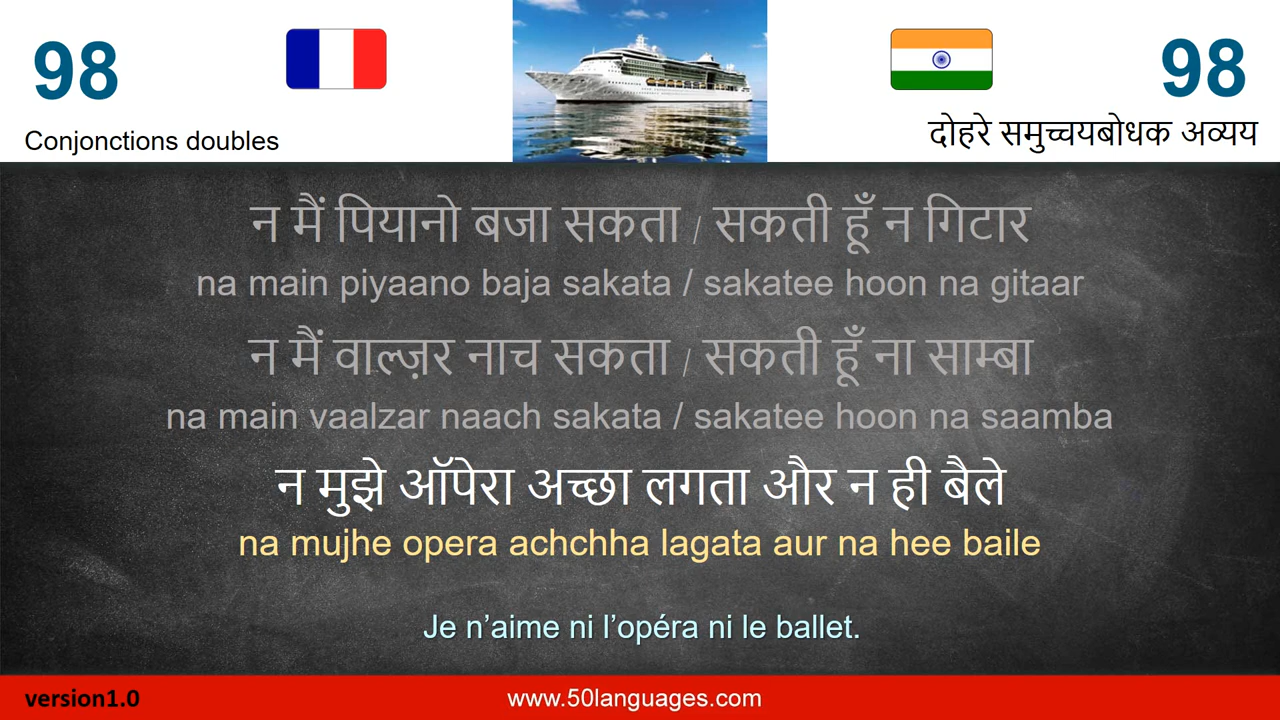 98
98
Conjonctions doubles
दोहरे समुच्चयबोधक अव्यय
न मैं पियानो बजा सकता / सकती हूँ न गिटार
na main piyaano baja sakata / sakatee hoon na gitaar
न मैं वाल्ज़र नाच सकता / सकती हूँ ना साम्बा
na main vaalzar naach sakata / sakatee hoon na saamba
न मुझे ऑपेरा अच्छा लगता और न ही बैले
na mujhe opera achchha lagata aur na hee baile
Je n’aime ni l’opéra ni le ballet.
version1.0
www.50languages.com